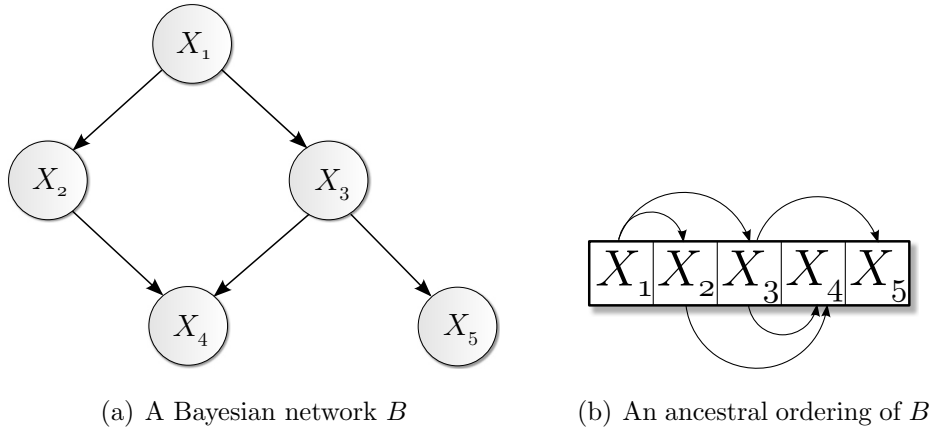 X₁
X₂ X₃
X₄ X₅
X₁ X₂ X₃ X₄ X₅
(a) A Bayesian network B
(b) An ancestral ordering of B